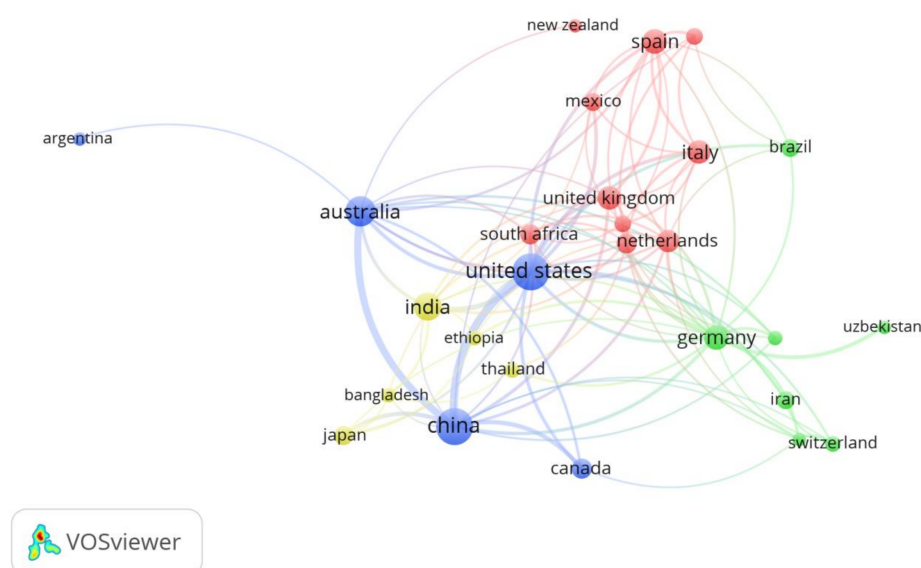 new zealand
spain
mexico
argentina
brazil
italy
united kingdom
australia
south africa
netherlands
united states
india
uzbekistan
ethiopia
germany
thailand
bangladesh
iran
china
japan
switzerland
canada
VOSviewer